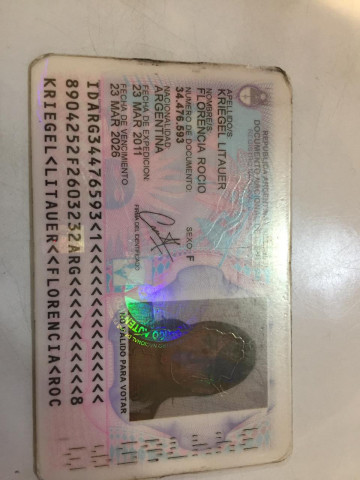 REPUBLICA ARGENTINA
DOCUMENTO NACIONAL DE
APELLIDO/S
KRIEGEL LITAUER
NOMBRE/S
FLORENCIA ROCIO
NUMERO DE DOCUMENTO:
34.476.593
SEXO: F
NACIONALIDAD:
ARGENTINA
FECHA DE EXPEDICION:
23 MAR 2011
FECHA DE VENCIMIENTO:
23 MAR 2026
FIRMA DEL IDENTIFICADO
NO VALIDO PARA VOTAR
IDARG34476593<1<<<<<<<<<<<<<<<
8904252F2603232ARG<<<<<<<<<<<8
KRIEGEL<LITAUER<<FLORENCIA<ROC